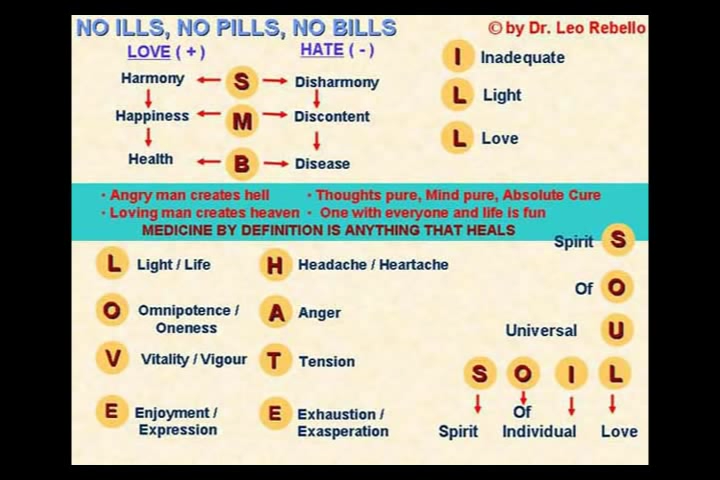 NO ILLS, NO PILLS, NO BILLS
© by Dr. Leo Rebello
LOVE ( + )
HATE ( - )
Harmony S Disharmony
Happiness M Discontent
Health B Disease
I Inadequate
L Light
L Love
• Angry man creates hell • Thoughts pure, Mind pure, Absolute Cure
• Loving man creates heaven • One with everyone and life is fun
MEDICINE BY DEFINITION IS ANYTHING THAT HEALS
L Light / Life
O Omnipotence /
Oneness
V Vitality / Vigour
E Enjoyment /
Expression
H Headache / Heartache
A Anger
T Tension
E Exhaustion /
Exasperation
Spirit S
Of O
Universal U
S O I L
Spirit Of Individual Love